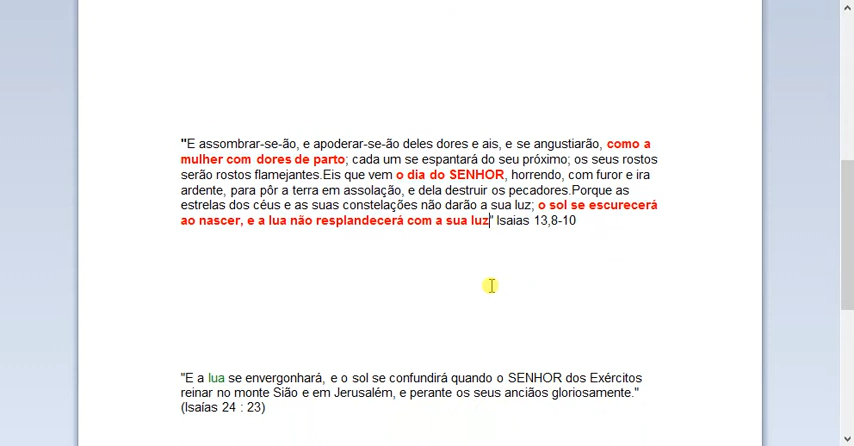 "E assombrar-se-ão, e apoderar-se-ão deles dores e ais, e se angustiarão, como a
mulher com dores de parto; cada um se espantará do seu próximo; os seus rostos
serão rostos flamejantes.Eis que vem o dia do SENHOR, horrendo, com furor e ira
ardente, para pôr a terra em assolação, e dela destruir os pecadores.Porque as
estrelas dos céus e as suas constelações não darão a sua luz; o sol se escurecerá
ao nascer, e a lua não resplandecerá com a sua luz" Isaias 13,8-10
"E a lua se envergonhará, e o sol se confundirá quando o SENHOR dos Exércitos
reinar no monte Sião e em Jerusalém, e perante os seus anciãos gloriosamente."
(Isaías 24 : 23)